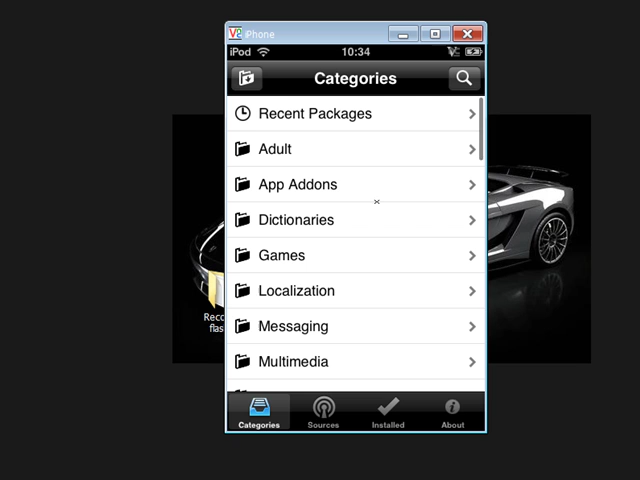 iPhone
iPod 10:34
Categories
Recent Packages
Adult
App Addons
Dictionaries
Games
Localization
Messaging
Multimedia
Categories Sources Installed About